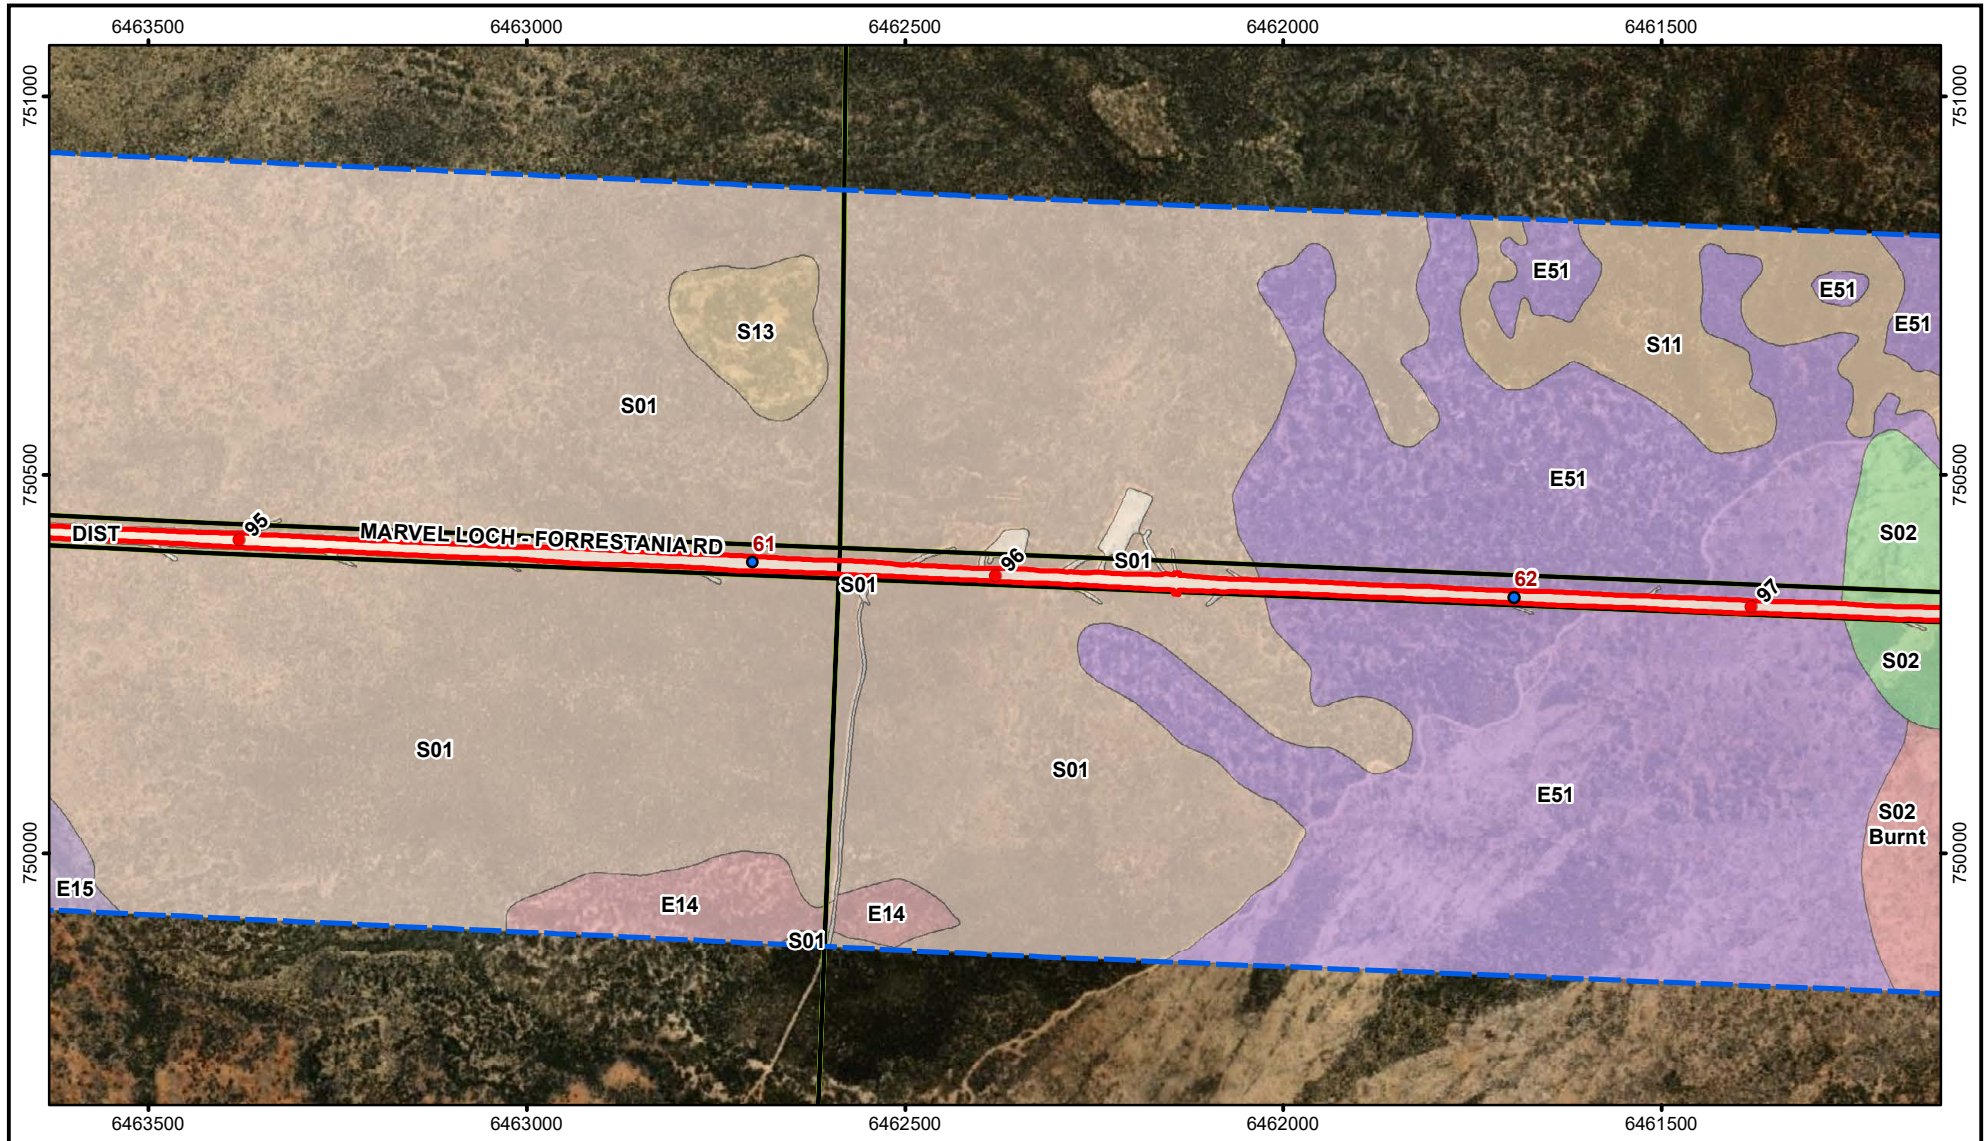 6463500 6463000 6462500 6462000 6461500
751000 751000
E51
E51
E51
S13
S11
S01
750500 750500
E51
DIST MARVEL LOCH - FORRESTANIA RD
95 61 96 S01 62 97
S02
S01
S02
S01 S01
E51
S02
Burnt
750000 750000
E15
E14 E14
S01
6463500 6463000 6462500 6462000 6461500